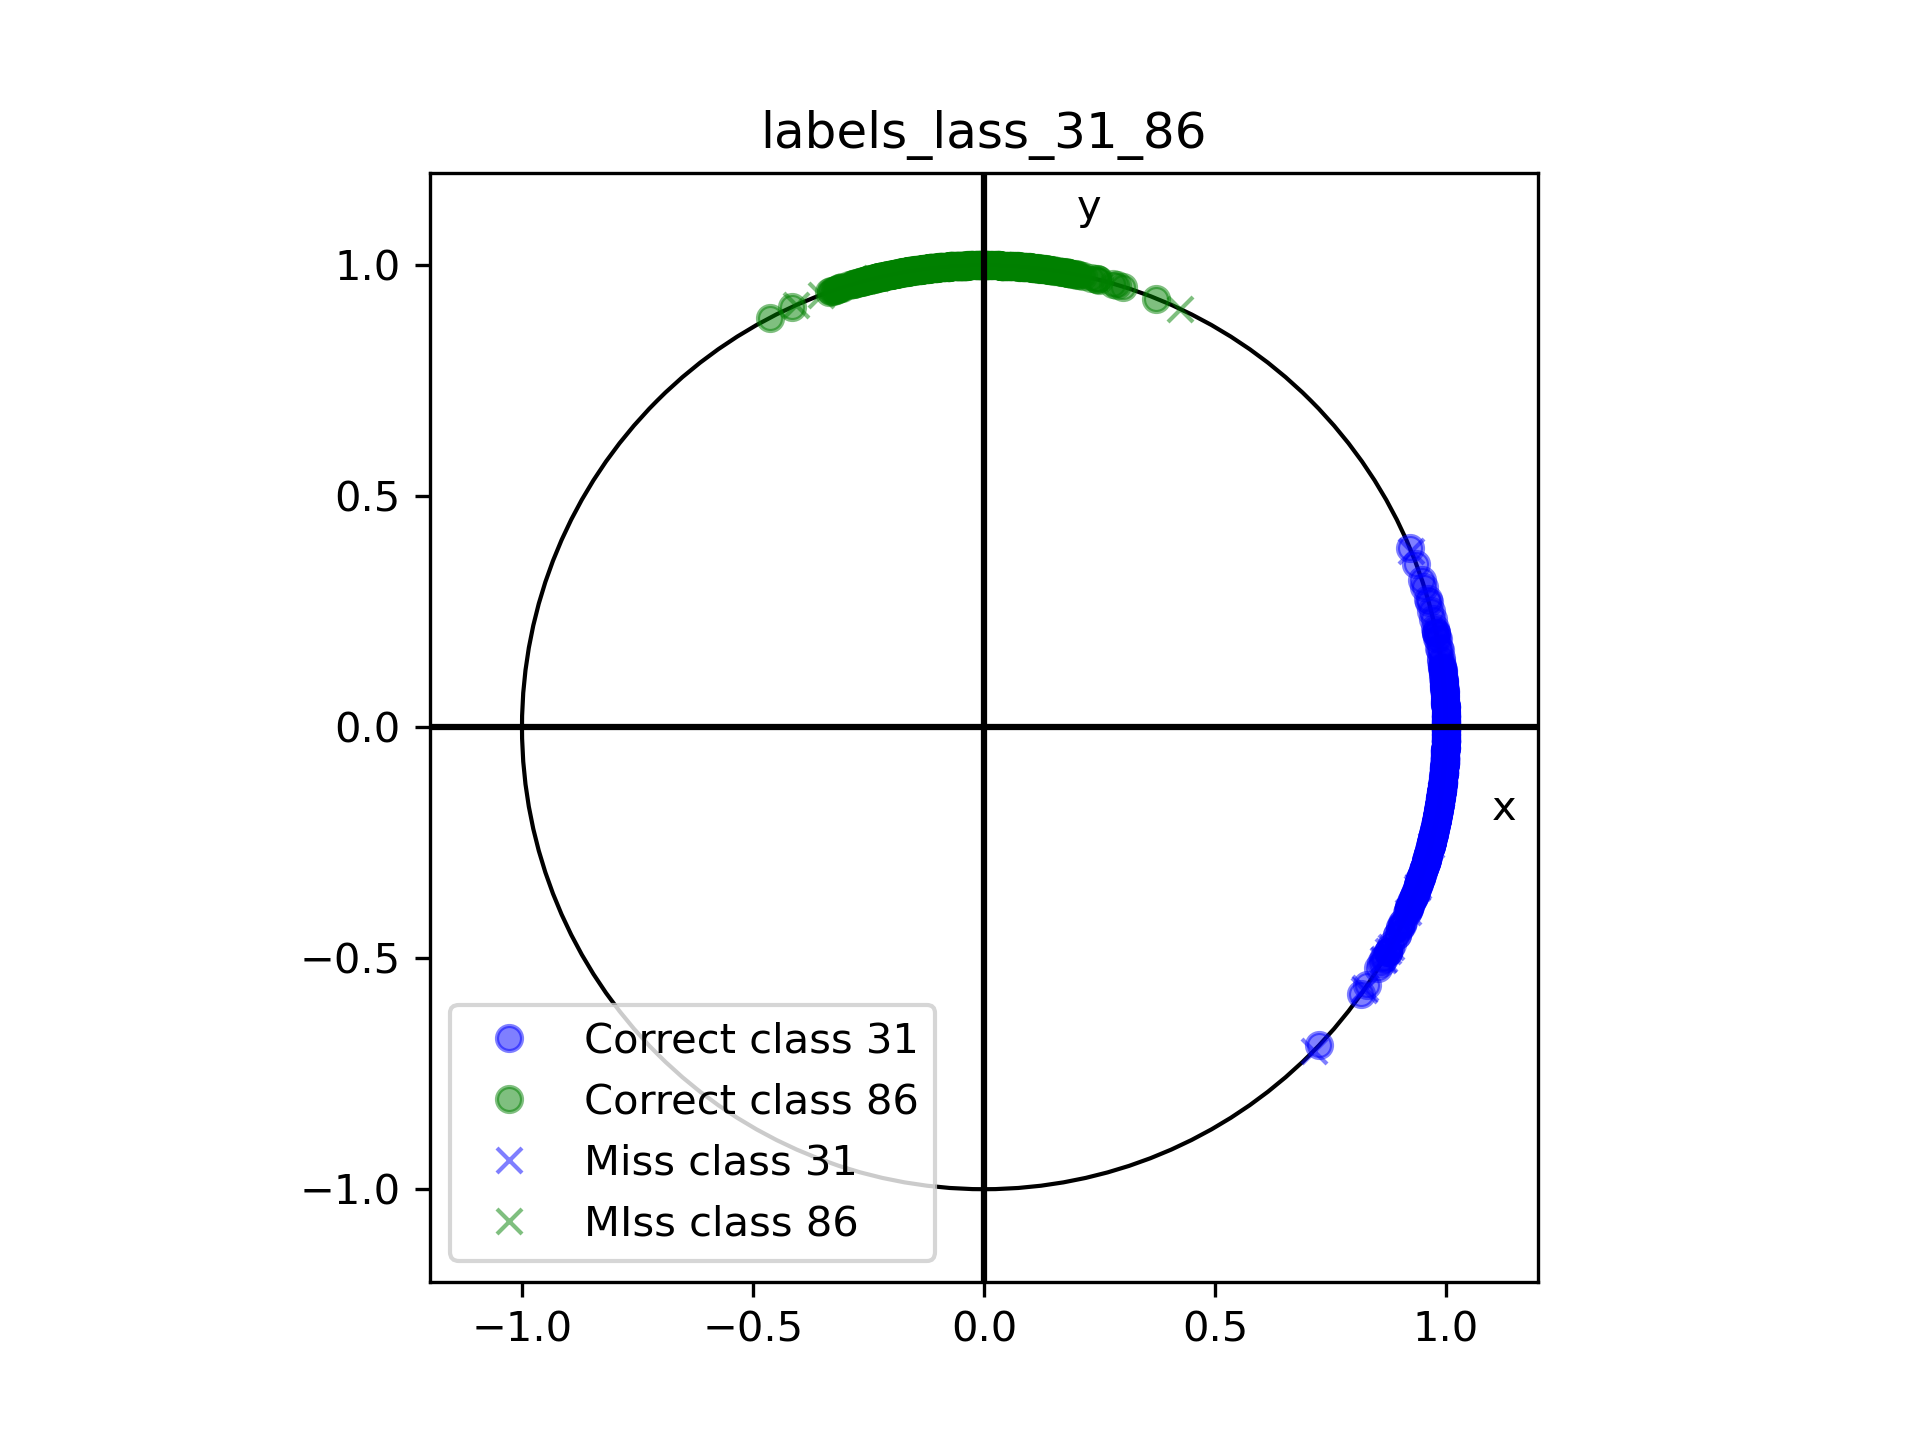 labels_lass_31_86
y
1.0
0.5
0.0
x
−0.5
−1.0
Correct class 31
Correct class 86
Miss class 31
MIss class 86
−1.0 −0.5 0.0 0.5 1.0